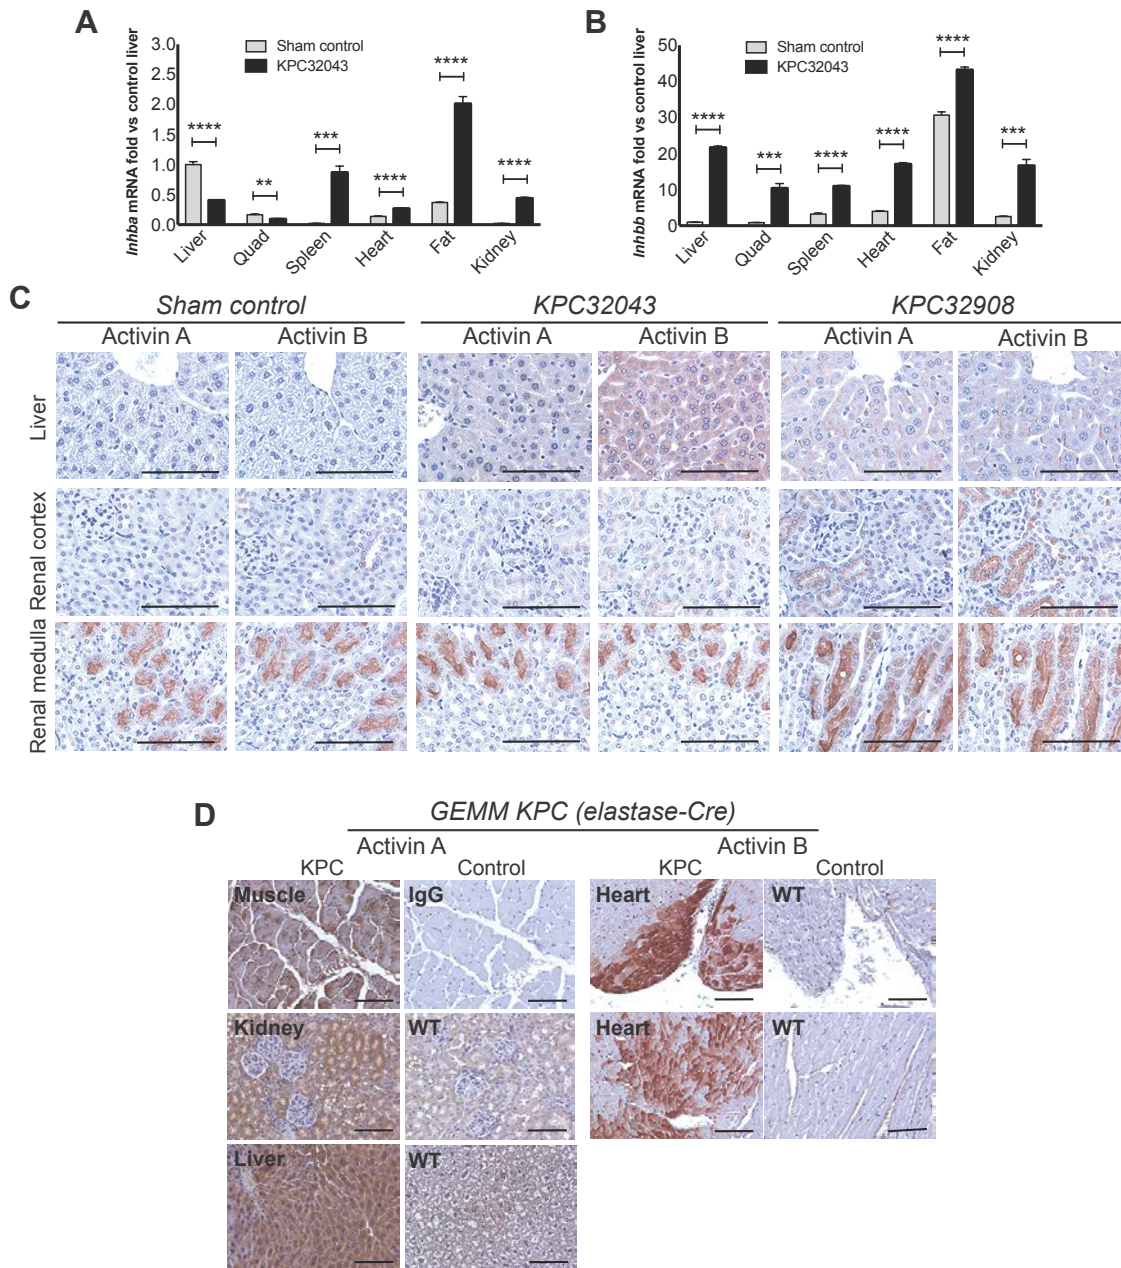 A
Inhba mRNA fold vs control liver
3.0
2.5
2.0
1.5
1.0
0.5
0.0
Sham control
KPC32043
****
**
***
****
****
****
Liver
Quad
Spleen
Heart
Fat
Kidney
B
Inhbb mRNA fold vs control liver
50
40
30
20
10
0
Sham control
KPC32043
****
***
****
****
****
***
Liver
Quad
Spleen
Heart
Fat
Kidney
C
Sham control KPC32043 KPC32908
Activin A Activin B Activin A Activin B Activin A Activin B
Liver
Renal cortex
Renal medulla
D
GEMM KPC (elastase-Cre)
Activin A Activin B
KPC Control KPC Control
Muscle IgG Heart WT
Kidney WT Heart WT
Liver WT